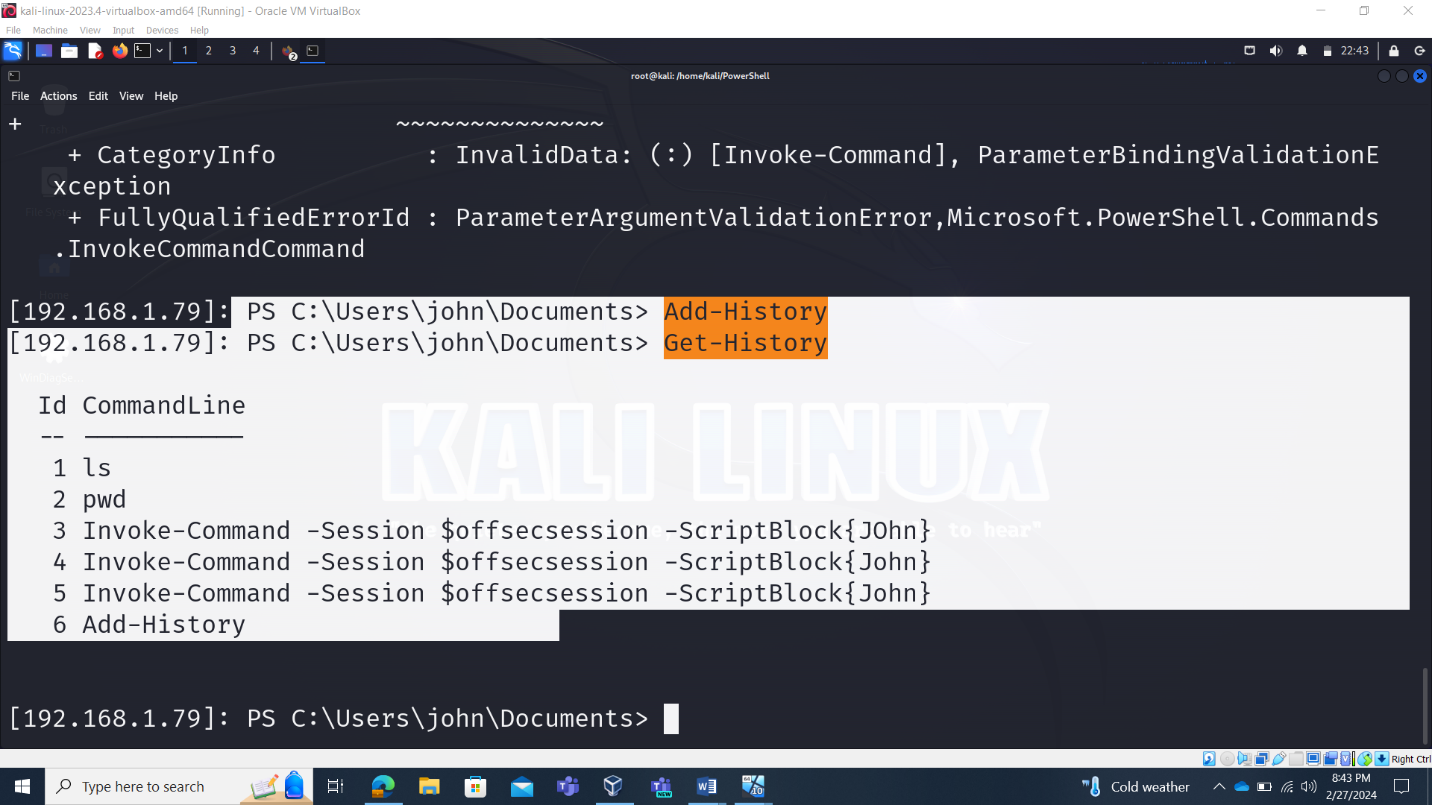 kali-linux-2023.4-virtualbox-amd64 [Running] - Oracle VM VirtualBox
File Machine View Input Devices Help
1 2 3 4 2 22:43
root@kali: /home/kali/PowerShell
File Actions Edit View Help
+ ~~~~~~~~~~~~~~
+ CategoryInfo : InvalidData: (:) [Invoke-Command], ParameterBindingValidationE
xception
+ FullyQualifiedErrorId : ParameterArgumentValidationError,Microsoft.PowerShell.Commands
.InvokeCommandCommand
[192.168.1.79]: PS C:\Users\john\Documents> Add-History
[192.168.1.79]: PS C:\Users\john\Documents> Get-History
Id CommandLine
-- -----------
1 ls
2 pwd
3 Invoke-Command -Session $offsecsession -ScriptBlock{JOhn}
4 Invoke-Command -Session $offsecsession -ScriptBlock{John}
5 Invoke-Command -Session $offsecsession -ScriptBlock{John}
6 Add-History
KALI LINUX
to hear"
[192.168.1.79]: PS C:\Users\john\Documents>
Right Ctrl
Type here to search
NEW
Cold weather
8:43 PM
2/27/2024